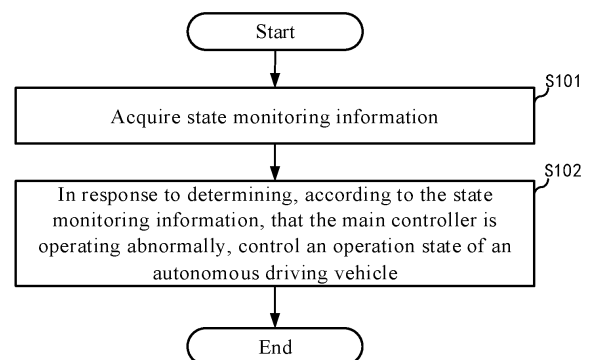 Start
S101
Acquire state monitoring information
S102
In response to determining, according to the state
monitoring information, that the main controller is
operating abnormally, control an operation state of an
autonomous driving vehicle
End